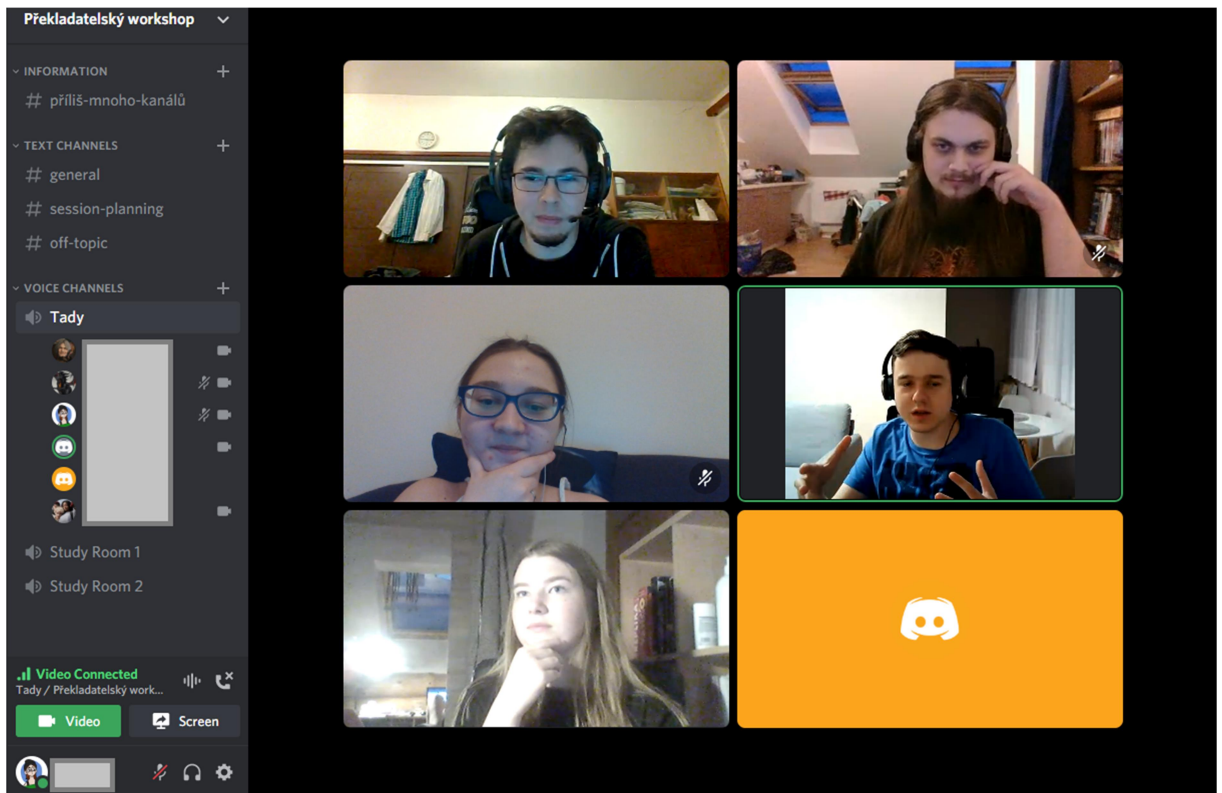 Překladatelský workshop
INFORMATION
# příliš-mnoho-kanálů
TEXT CHANNELS
# general
# session-planning
# off-topic
VOICE CHANNELS
Tady
Study Room 1
Study Room 2
Video Connected
Tady / Překladatelský work...
Video
Screen